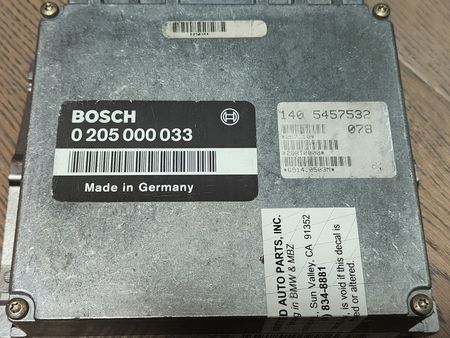 BOSCH
0 205 000 033
Made in Germany
140 5457532
078
D AUTO PARTS, INC.
in BMW & MBZ
, Sun Valley, CA 91352
) 834-8881
, is void if this decal is
ed or altered.